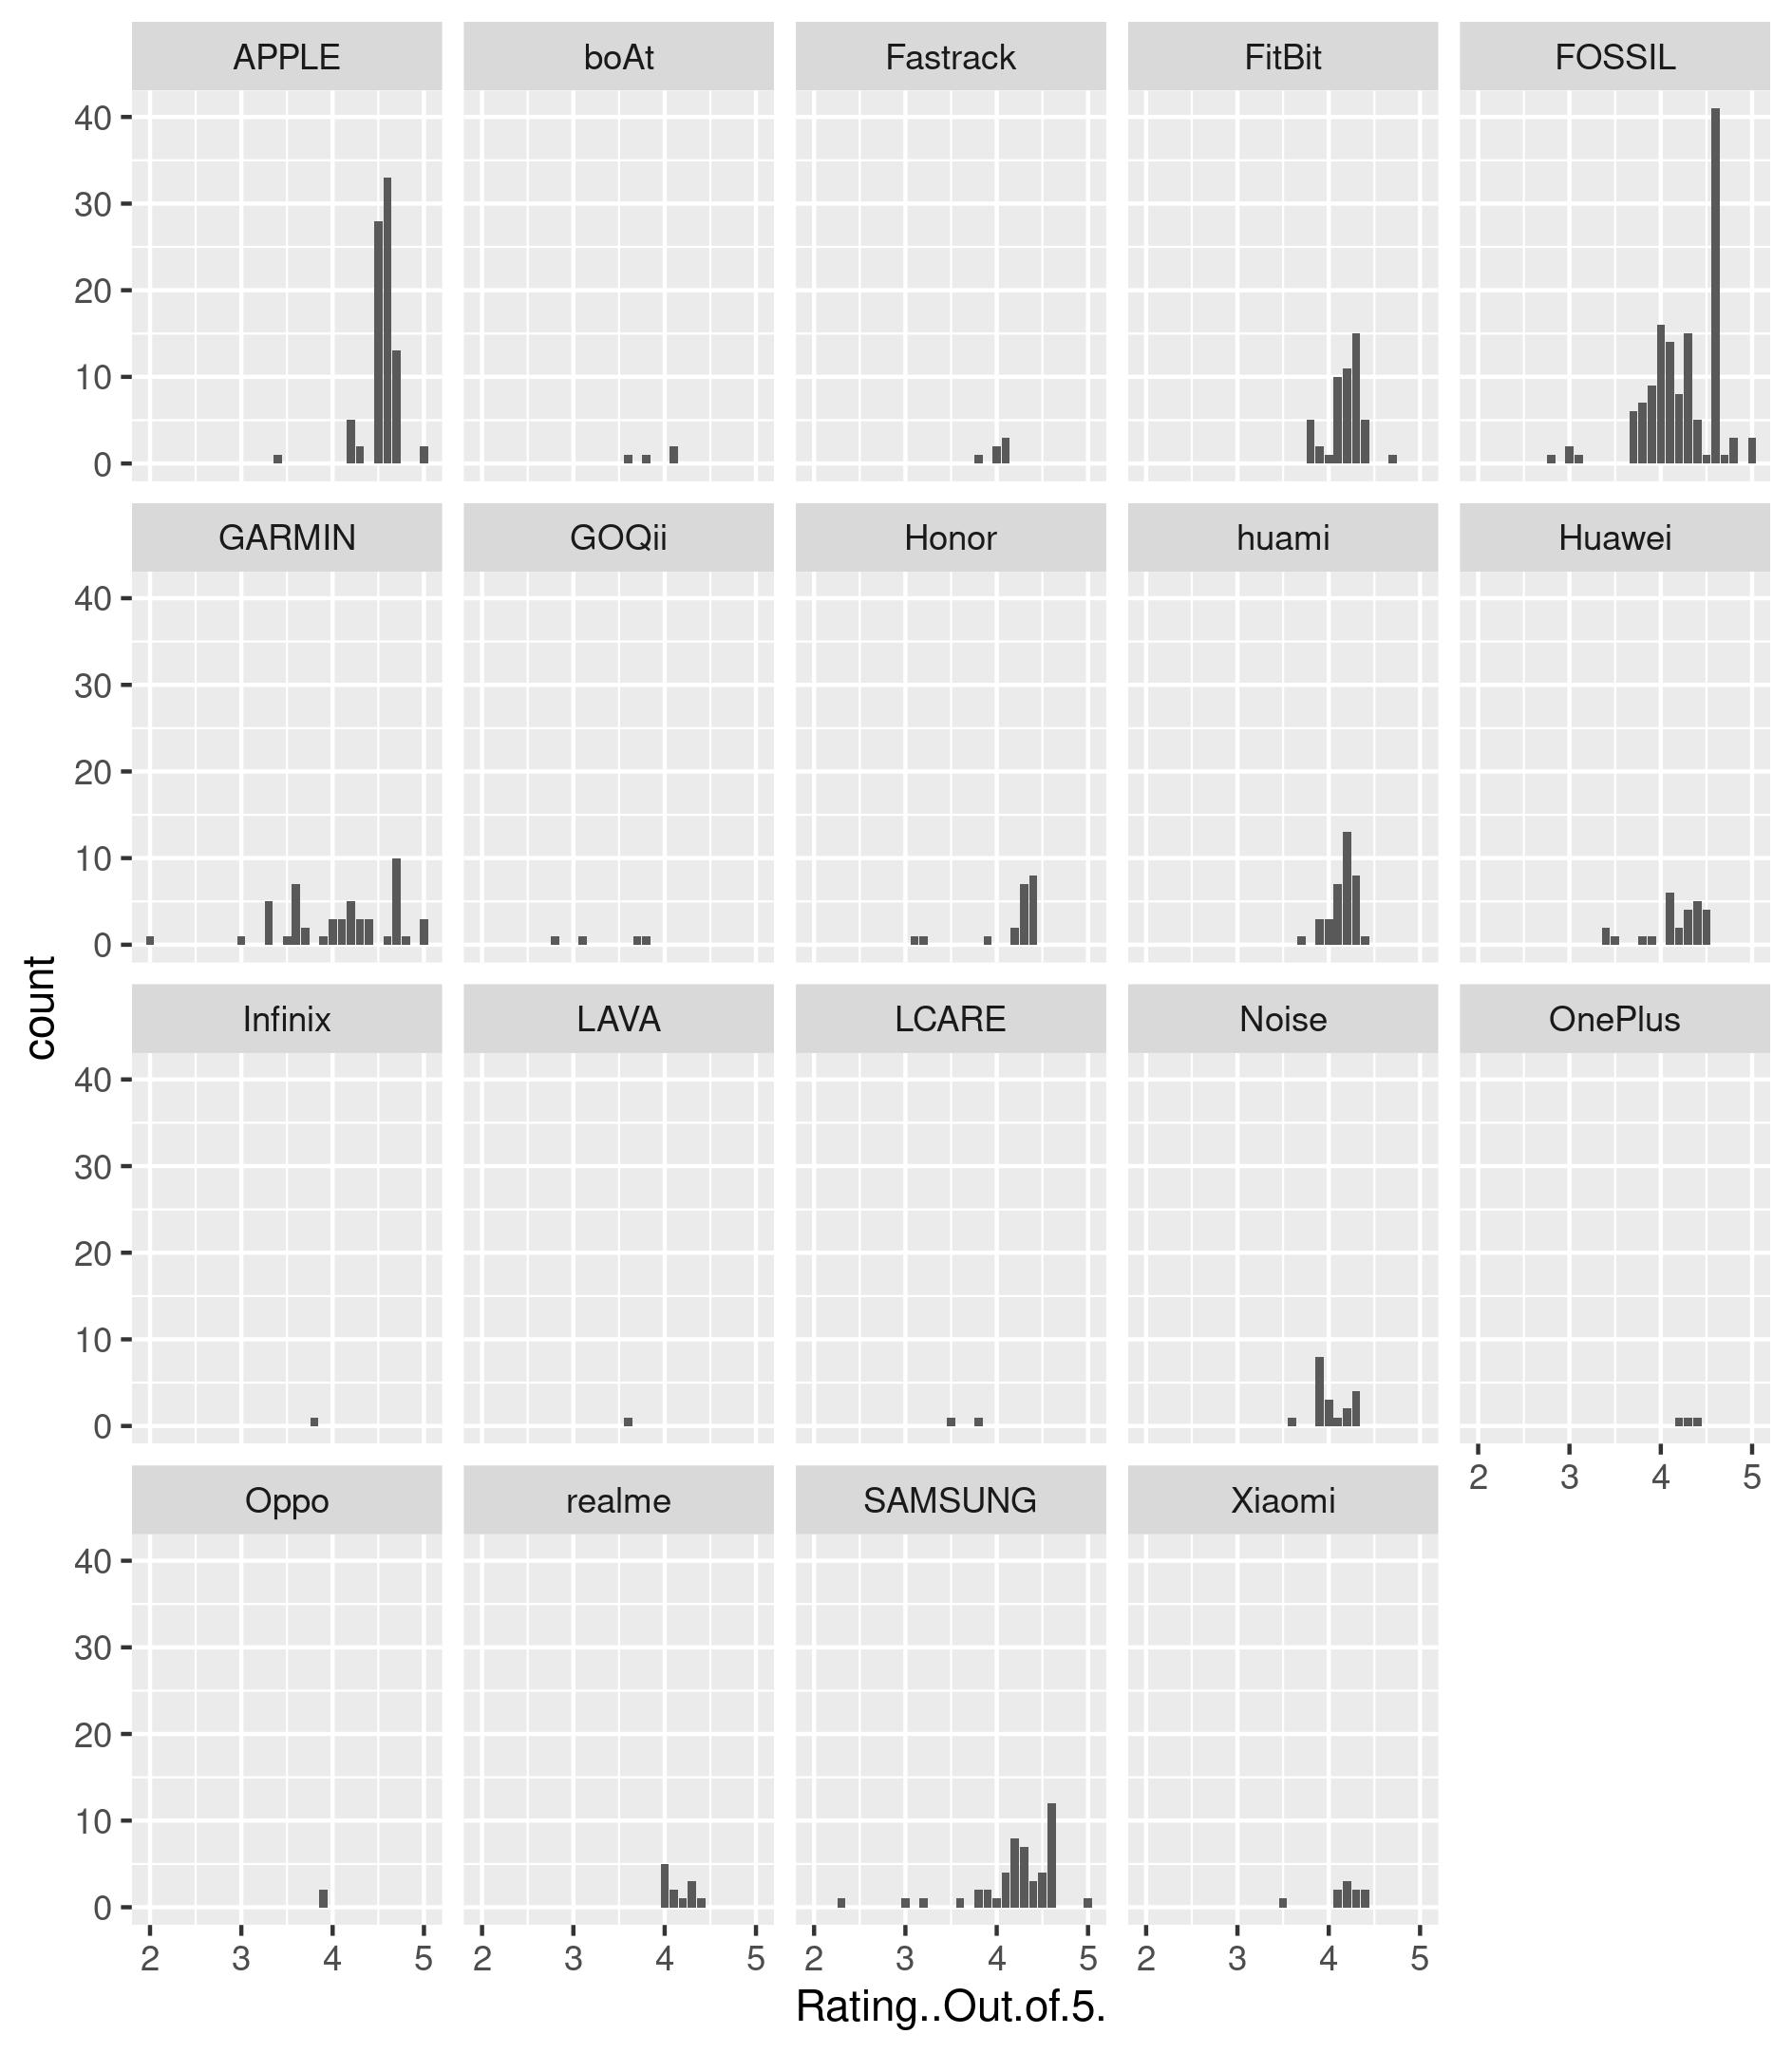 APPLE boAt Fastrack FitBit FOSSIL
40
30
20
10
0
GARMIN GOQii Honor huami Huawei
40
30
20
10
0
count
Infinix LAVA LCARE Noise OnePlus
40
30
20
10
0
2 3 4 5
Oppo realme SAMSUNG Xiaomi
40
30
20
10
0
2 3 4 5 2 3 4 5 2 3 4 5 2 3 4 5
Rating..Out.of.5.